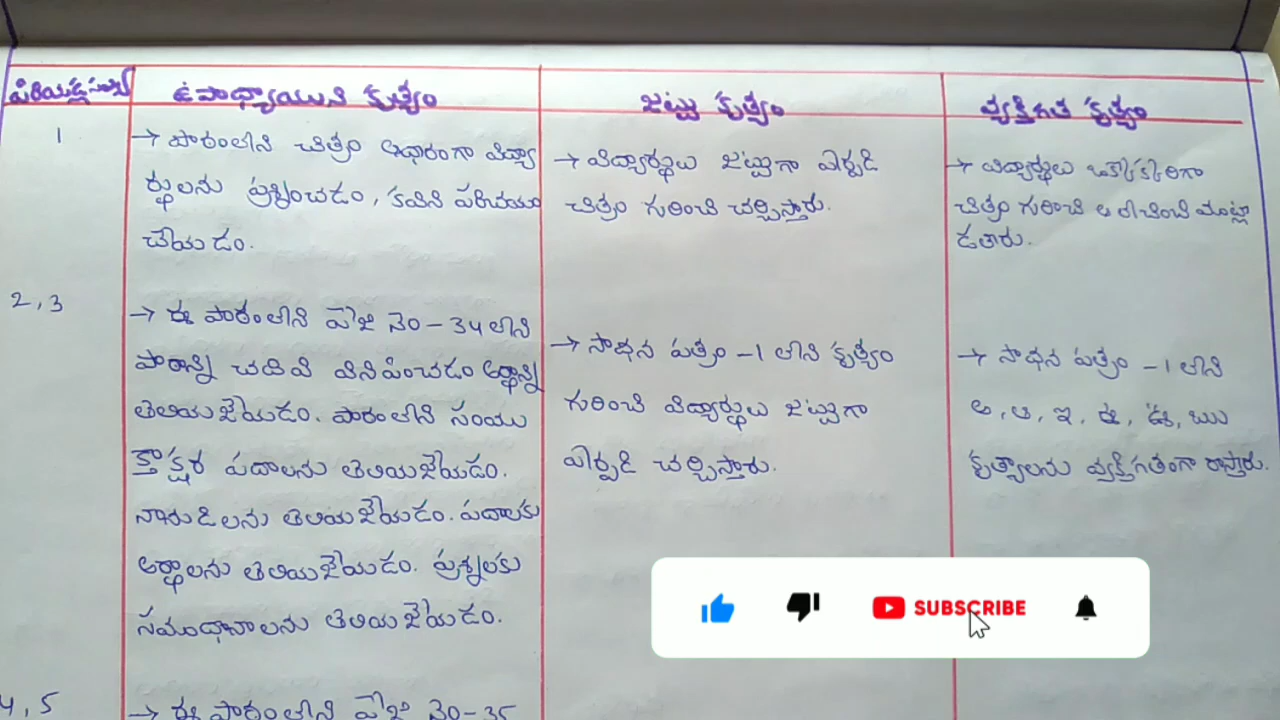 పిరియడ్ల సంఖ్య
ఉపాధ్యాయుని కృత్యం
జట్టు కృత్యం
వ్యక్తిగత కృత్యం
1
→ పాఠంలోని చిత్రం ఆధారంగా విద్యా
ర్థులను ప్రశ్నించడం, కవిని పరిచయం
చేయడం.
→ విద్యార్థులు జట్టుగా ఏర్పడి
చిత్రం గురించి చర్చిస్తారు.
→ విద్యార్థులు ఒక్కొక్కరిగా
చిత్రం గురించి ఆలోచించి మాట్లా
డతారు.
2,3
→ ఈ పాఠంలోని పేజి నెం-34 లోని
పాఠాన్ని చదివి వినిపించడం అర్థాన్ని
తెలియజేయడం. పాఠంలోని సంయు
క్తాక్షర పదాలను తెలియజేయడం.
నానుడిలను తెలియజేయడం. పదాలకు
అర్థాలను తెలియజేయడం. ప్రశ్నలకు
సమాధానాలను తెలియజేయడం.
→ సాధన పత్రం -1 లోని కృత్యం
గురించి విద్యార్థులు జట్టుగా
ఏర్పడి చర్చిస్తారు.
→ సాధన పత్రం -1 లోని
అ, ఆ, ఇ, ఈ, ఊ, ఋ
కృత్యాలను వ్యక్తిగతంగా రాస్తారు.
4,5
→ ఈ పాఠంలోని పేజి నెం-35
SUBSCRIBE